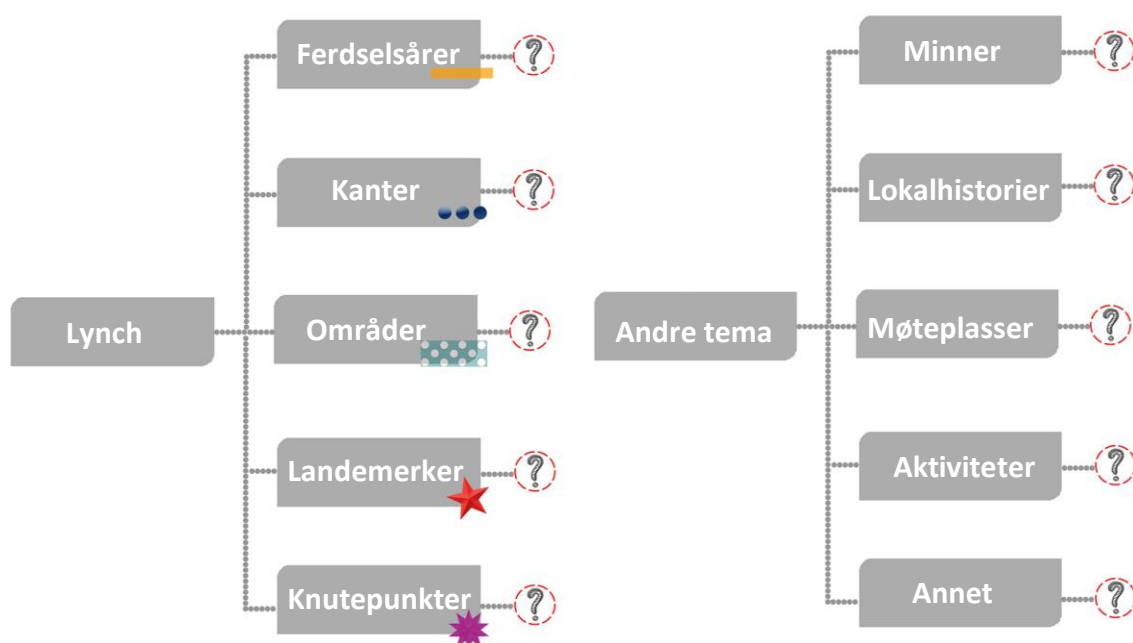 Lynch
Ferdselsårer
?
Kanter
?
Områder
?
Landemerker
?
Knutepunkter
?
Andre tema
Minner
?
Lokalhistorier
?
Møteplasser
?
Aktiviteter
?
Annet
?